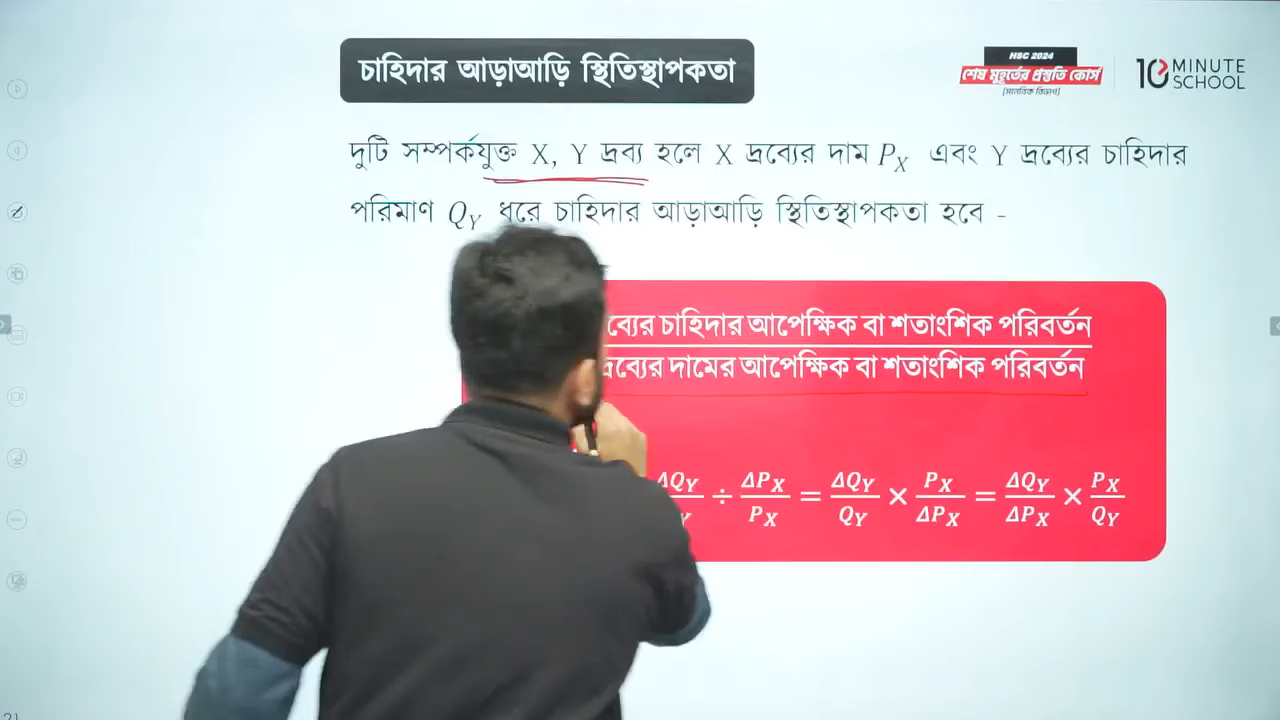 চাহিদার আড়াআড়ি স্থিতিস্থাপকতা
HSC 2024
শেষ মুহূর্তের প্রস্তুতি কোর্স
[মানবিক বিভাগ]
10 MINUTE SCHOOL
দুটি সম্পর্কযুক্ত X, Y দ্রব্য হলে X দ্রব্যের দাম P_X এবং Y দ্রব্যের চাহিদার
পরিমাণ Q_Y ধরে চাহিদার আড়াআড়ি স্থিতিস্থাপকতা হবে -
চাহিদার আপেক্ষিক বা শতাংশিক পরিবর্তন
দামের আপেক্ষিক বা শতাংশিক পরিবর্তন
ΔQ_Y ÷ ΔP_X/P_X = ΔQ_Y/Q_Y × P_X/ΔP_X = ΔQ_Y/ΔP_X × P_X/Q_Y